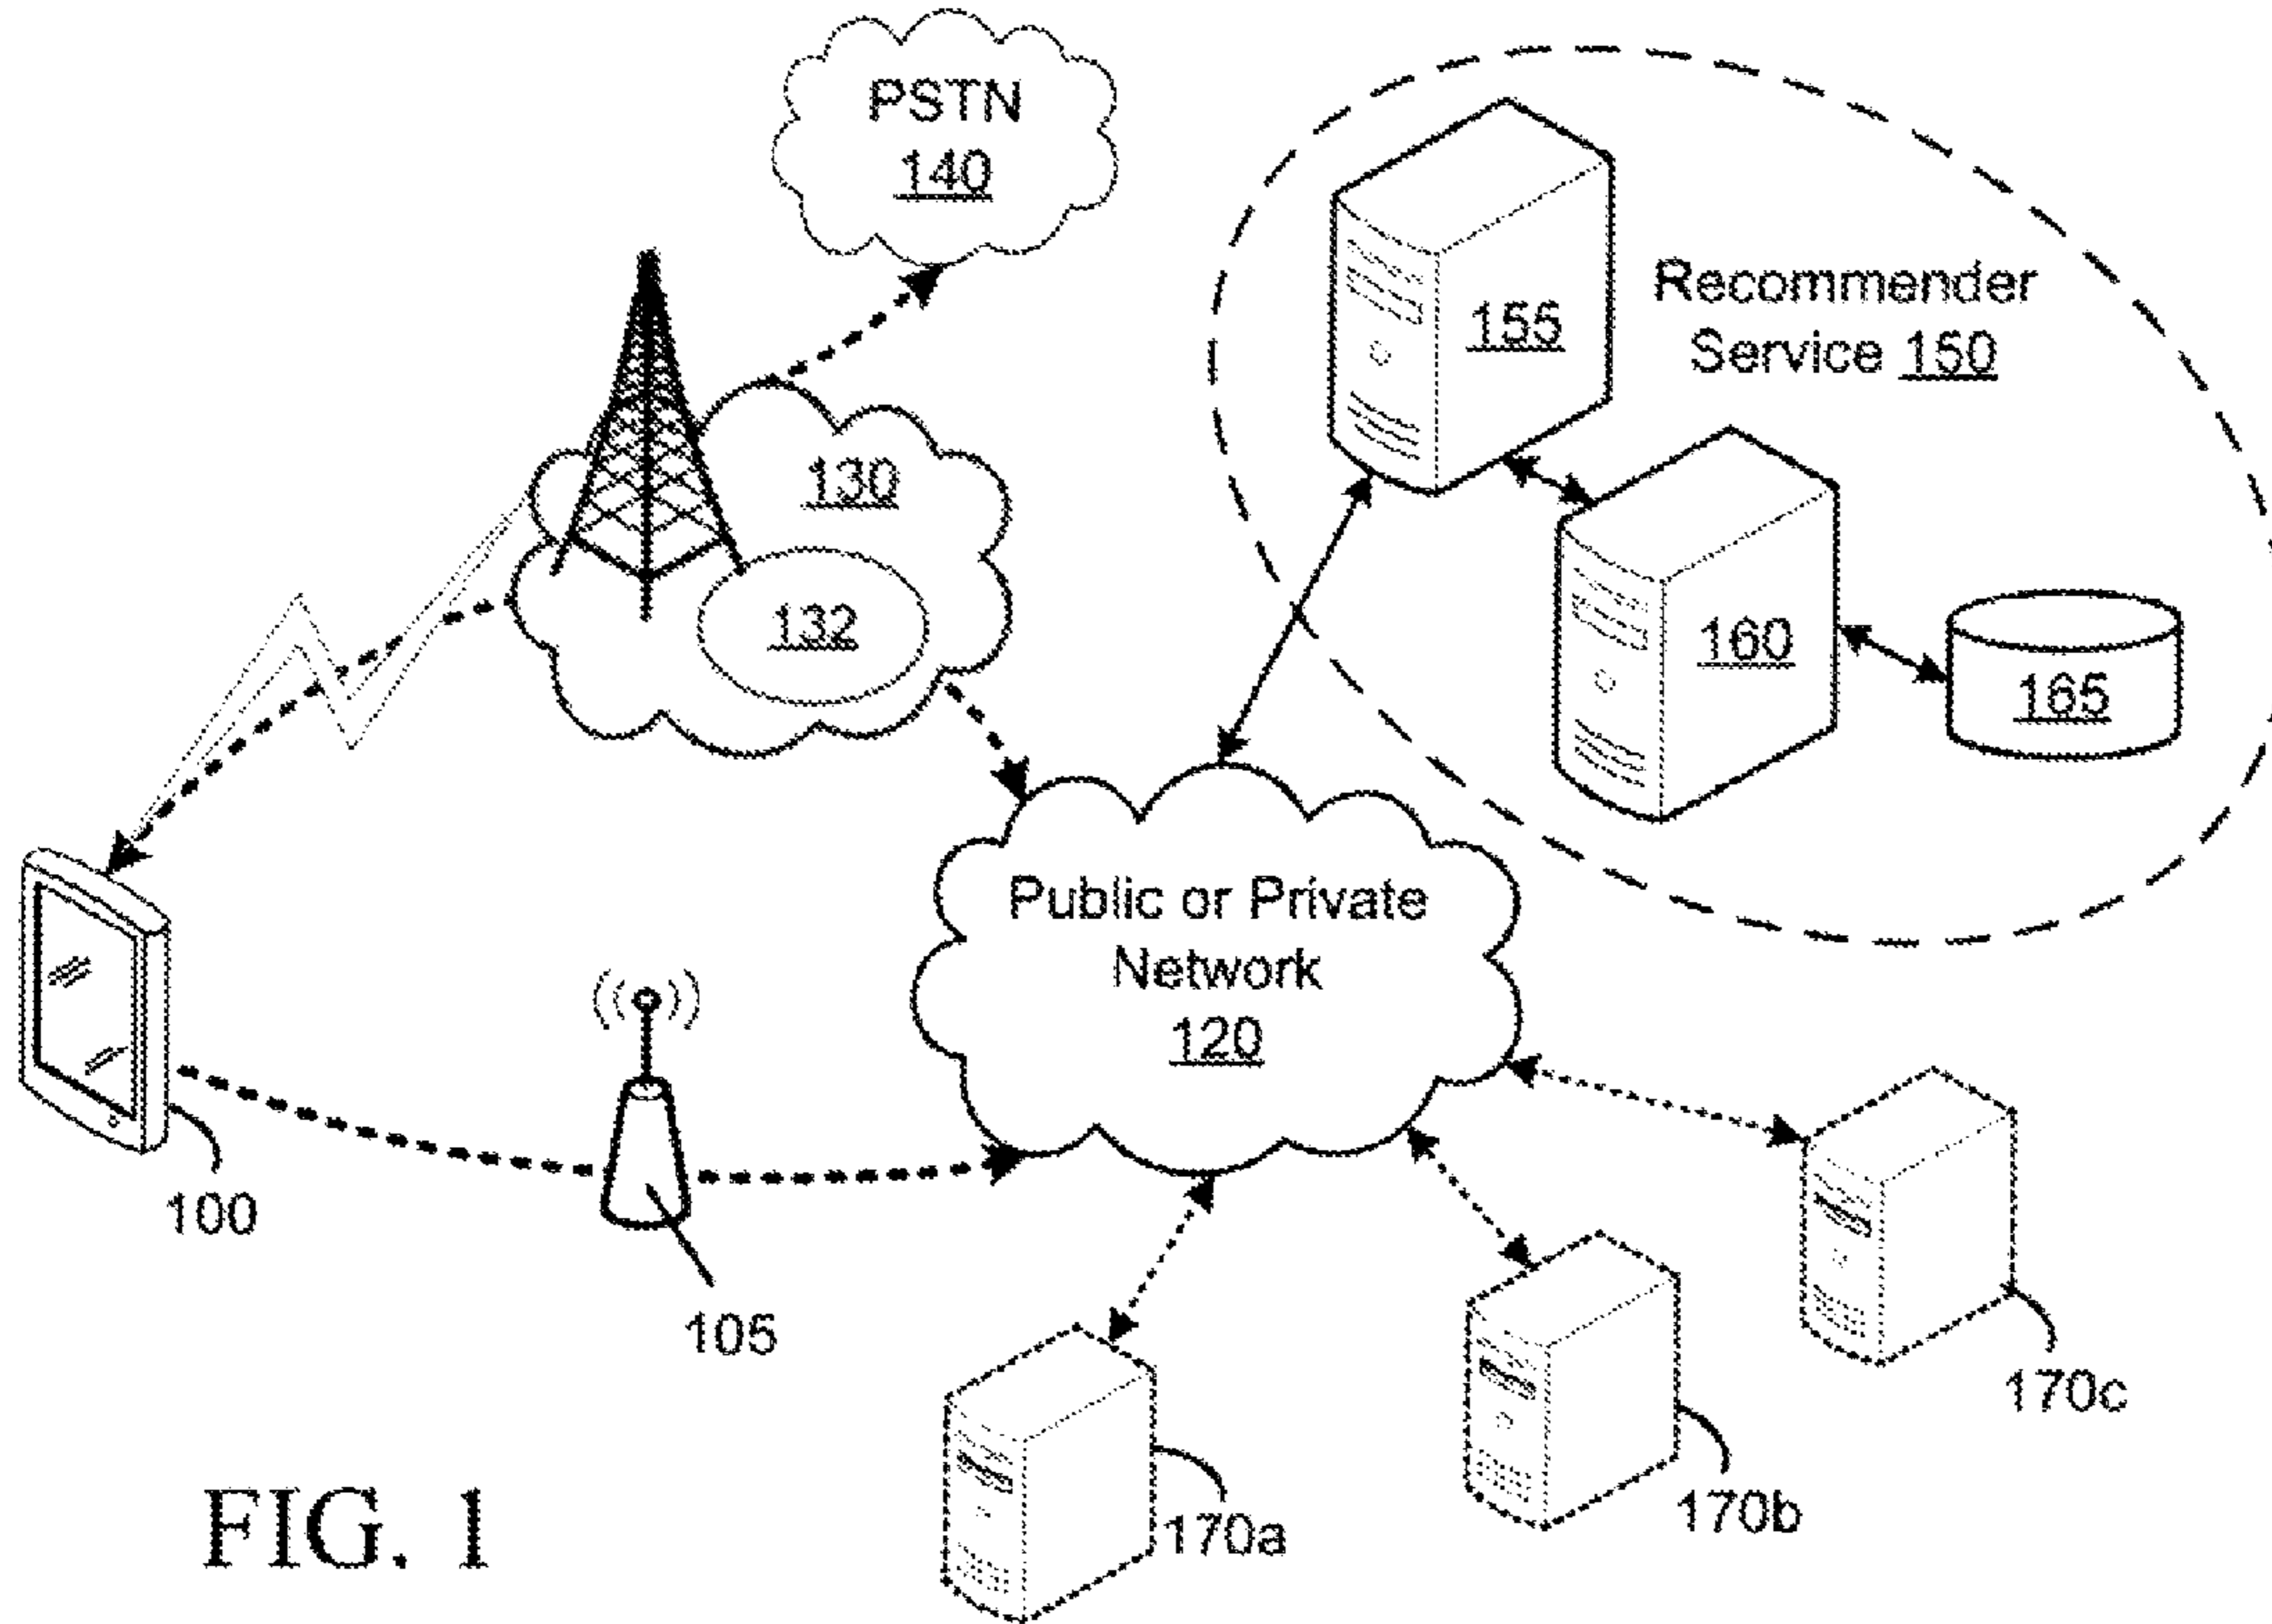 PSTN
140
155
Recommender
Service 150
130
132
160
165
Public or Private
Network
120
100
105
170a
170b
170c
FIG. 1